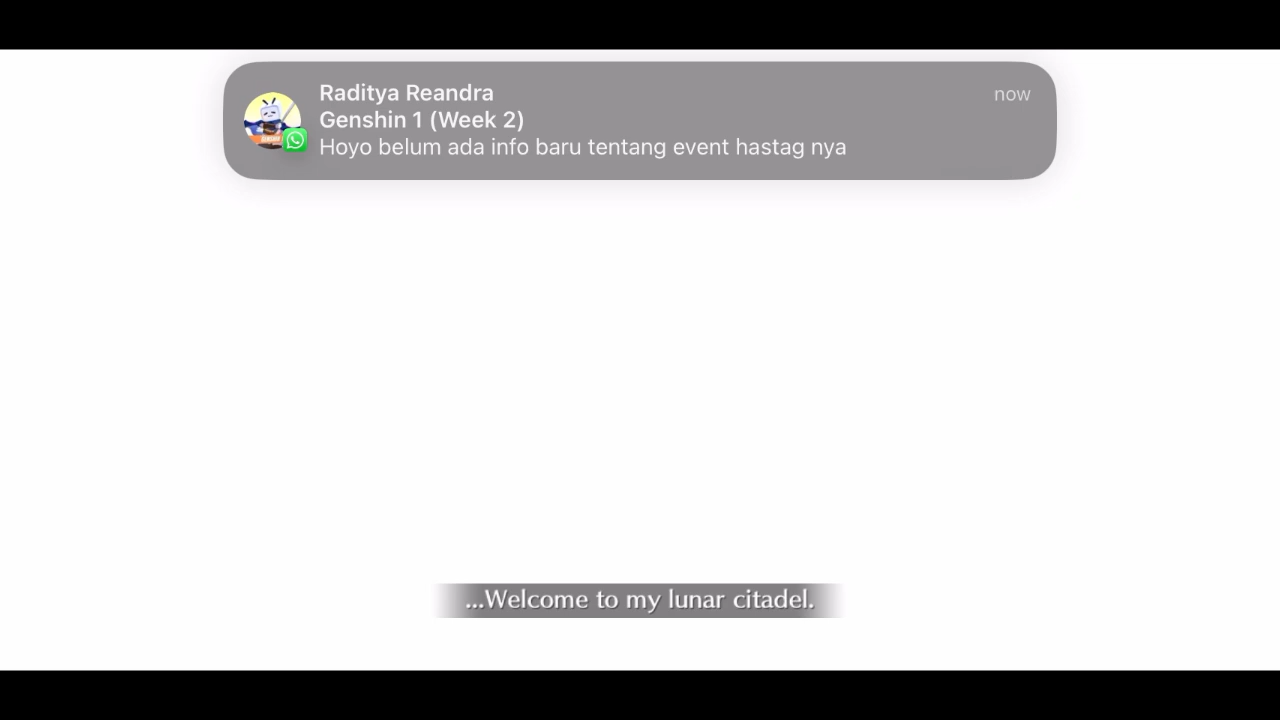 Raditya Reandra
now
Genshin 1 (Week 2)
Hoyo belum ada info baru tentang event hastag nya
...Welcome to my lunar citadel.